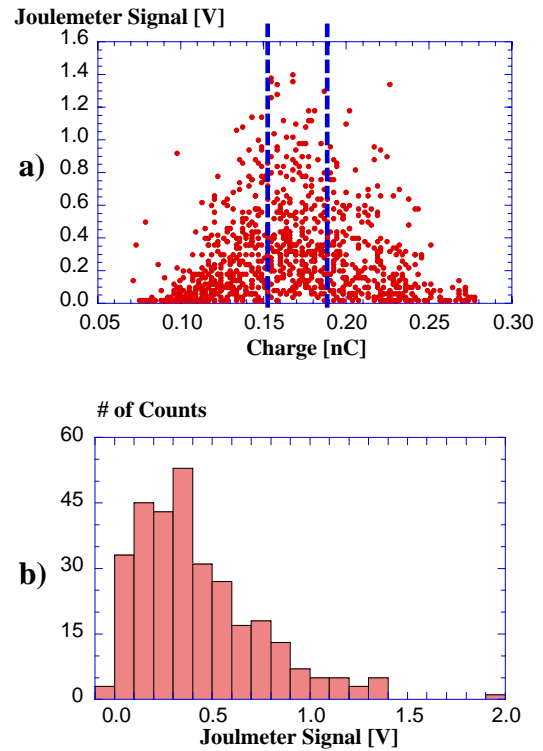 Joulemeter Signal [V]
1.6
1.4
1.2
1.0
a)
0.8
0.6
0.4
0.2
0.0
0.05 0.10 0.15 0.20 0.25 0.30
Charge [nC]
# of Counts
60
45
b)
30
15
0
0.0 0.5 1.0 1.5 2.0
Joulmeter Signal [V]